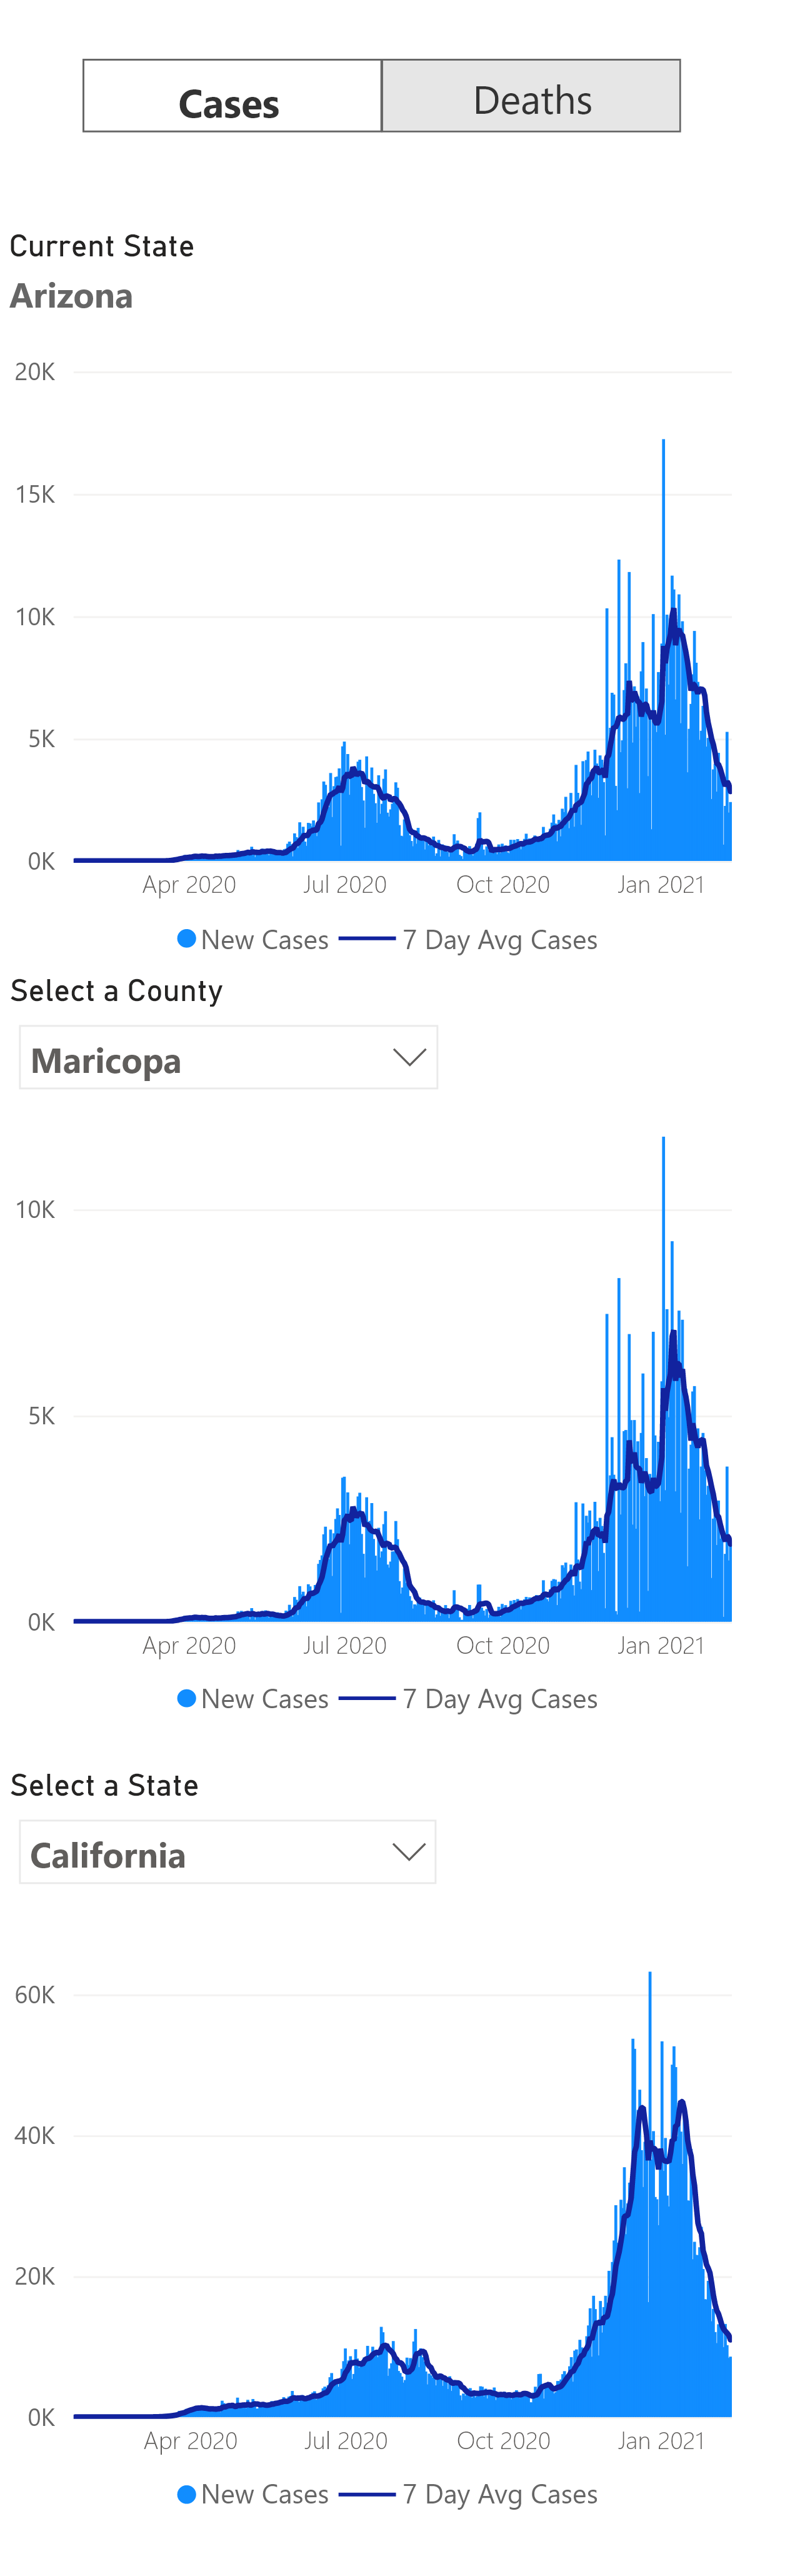 Cases Deaths
Current State
Arizona
20K
15K
10K
5K
0K
Apr 2020 Jul 2020 Oct 2020 Jan 2021
New Cases 7 Day Avg Cases
Select a County
Maricopa
10K
5K
0K
Apr 2020 Jul 2020 Oct 2020 Jan 2021
New Cases 7 Day Avg Cases
Select a State
California
60K
40K
20K
0K
Apr 2020 Jul 2020 Oct 2020 Jan 2021
New Cases 7 Day Avg Cases